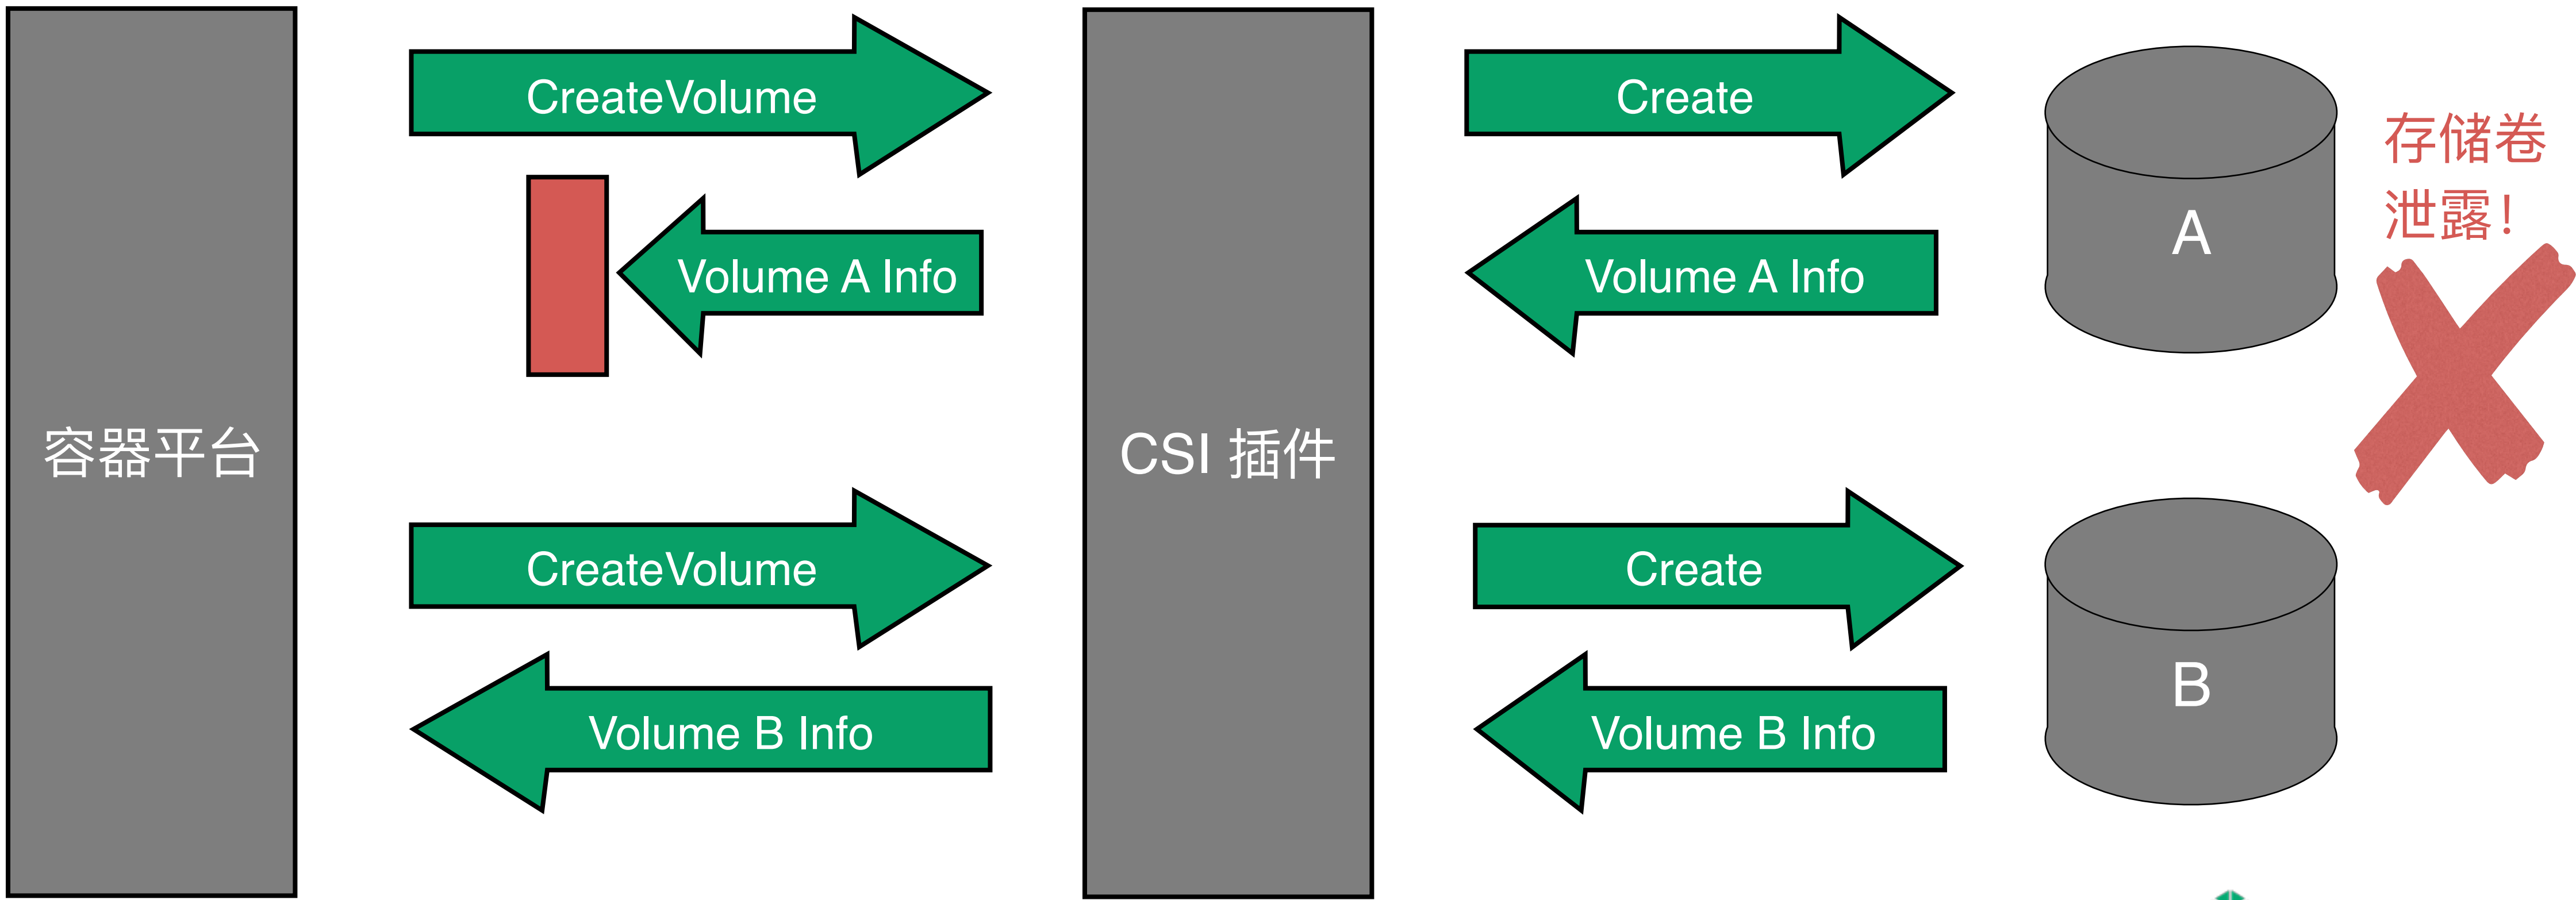 容器平台
CreateVolume
Volume A Info
CreateVolume
Volume B Info
CSI 插件
Create
Volume A Info
Create
Volume B Info
A
存储卷
泄露！
B